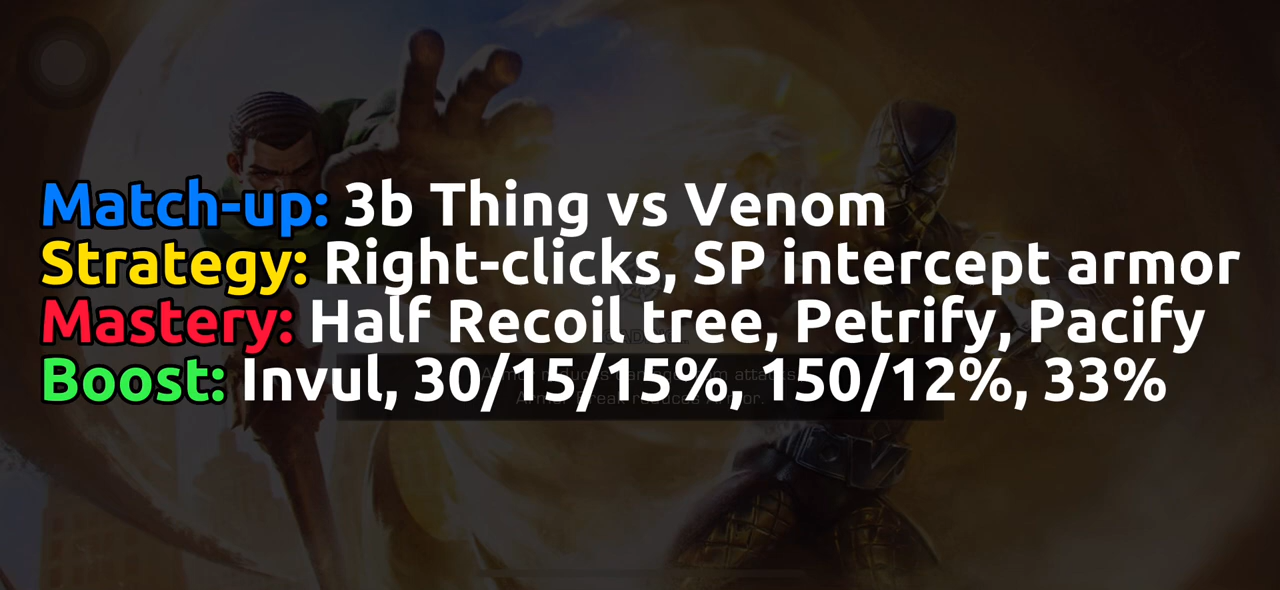 Match-up: 3b Thing vs Venom
Strategy: Right-clicks, SP intercept armor
Mastery: Half Recoil tree, Petrify, Pacify
Boost: Invul, 30/15/15%, 150/12%, 33%